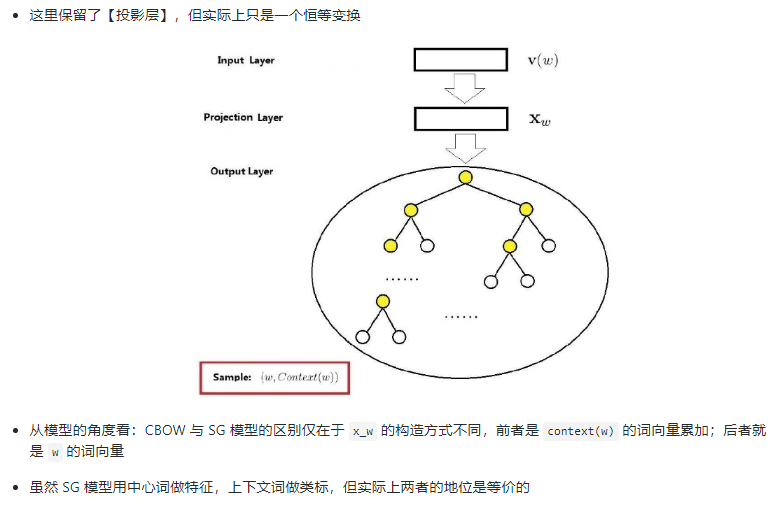 这里保留了【投影层】，但实际上只是一个恒等变换
Input Layer
v(w)
Projection Layer
x_w
Output Layer
......
......
Sample: (w, Context(w))
从模型的角度看：CBOW 与 SG 模型的区别仅在于 x_w 的构造方式不同，前者是 context(w) 的词向量累加；后者就
是 w 的词向量
虽然 SG 模型用中心词做特征，上下文词做类标，但实际上两者的地位是等价的